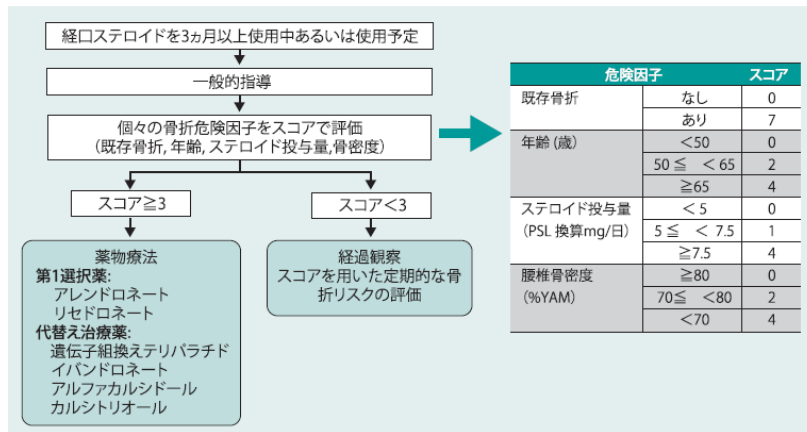 経口ステロイドを3ヵ月以上使用中あるいは使用予定
一般的指導
個々の骨折危険因子をスコアで評価
(既存骨折, 年齢, ステロイド投与量,骨密度)
スコア≧3
スコア<3
薬物療法
第1選択薬:
アレンドロネート
リセドロネート
代替え治療薬:
遺伝子組換えテリパラチド
イバンドロネート
アルファカルシドール
カルシトリオール
経過観察
スコアを用いた定期的な骨
折リスクの評価
危険因子 スコア
既存骨折 なし 0
あり 7
年齢 (歳) <50 0
50≦ <65 2
≧65 4
ステロイド投与量 <5 0
(PSL 換算mg/日) 5≦ <7.5 1
≧7.5 4
腰椎骨密度 ≧80 0
(%YAM) 70≦ <80 2
<70 4